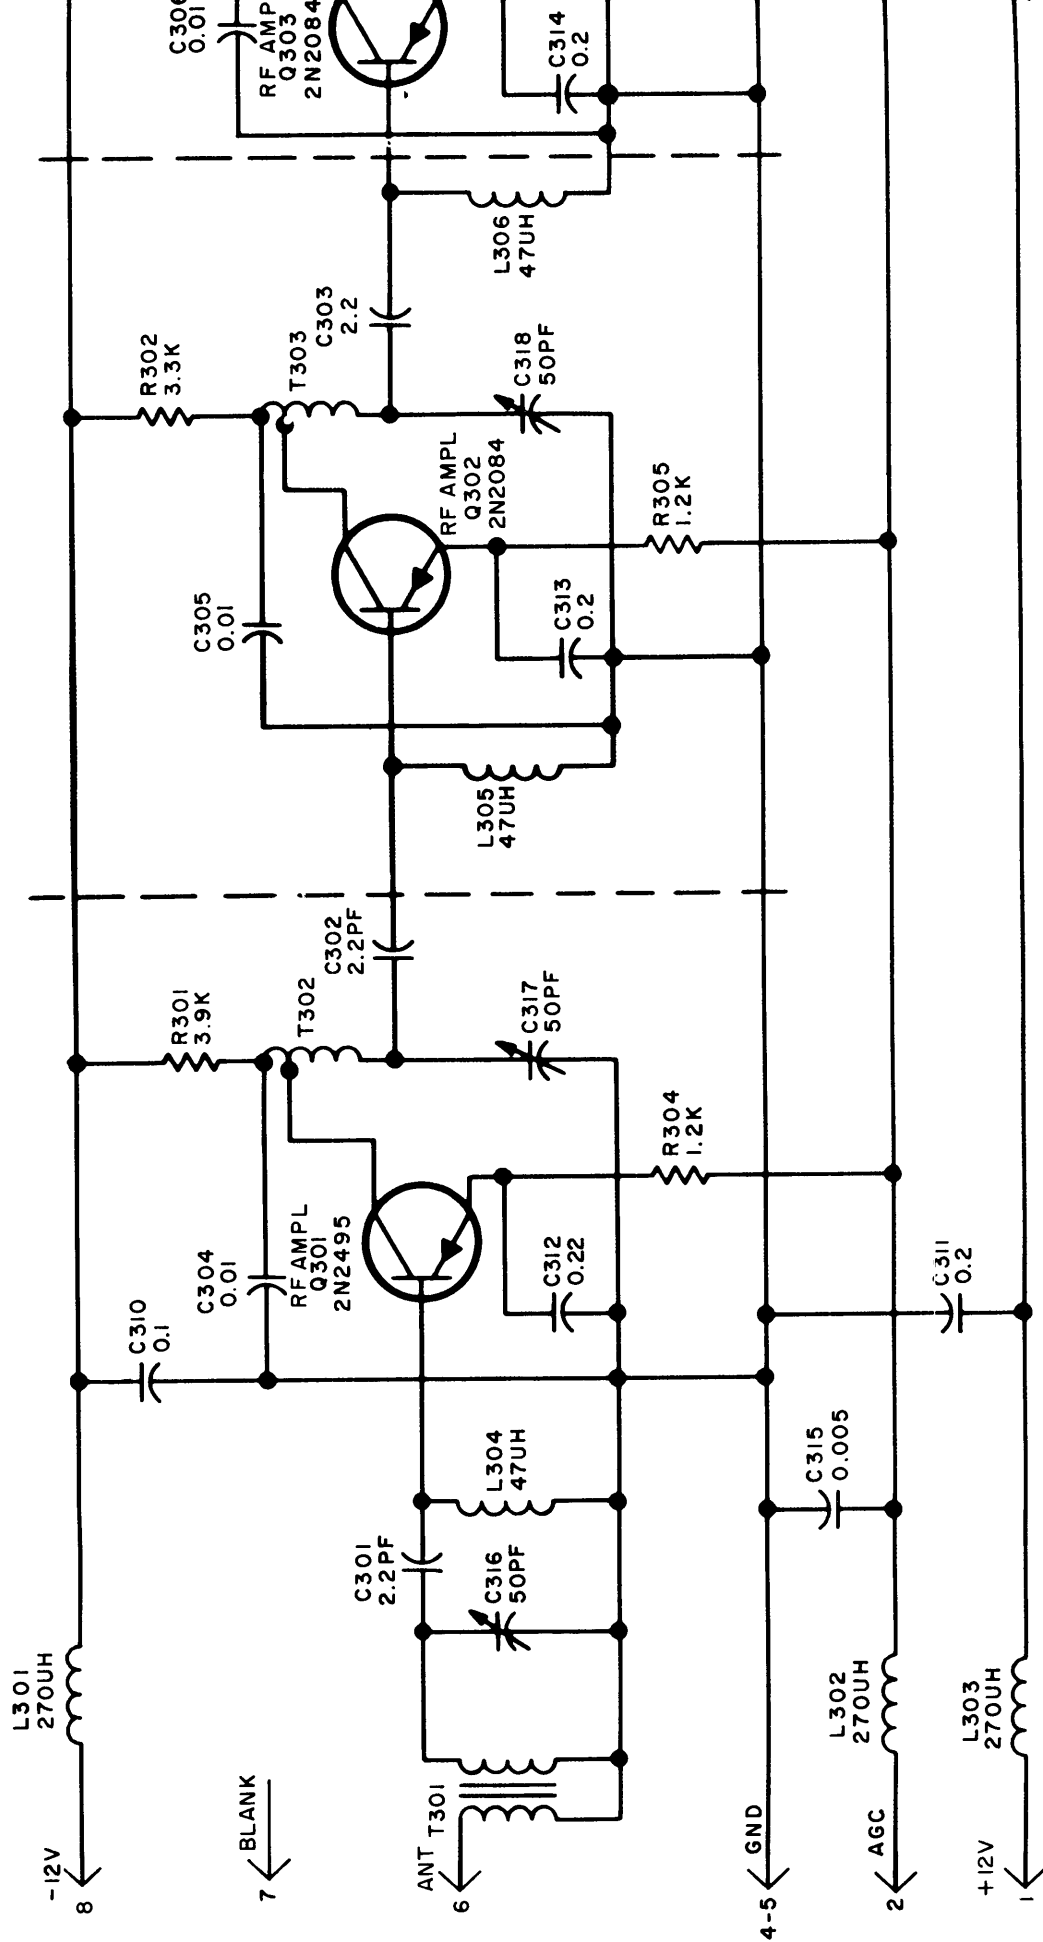 C306
0.01
RF AMPL
Q303
2N2084
C314
0.2
L306
47UH
C303
2.2
R302
3.3K
T303
C318
50PF
RF AMPL
Q302
2N2084
R305
1.2K
C305
0.01
C313
0.2
L305
47UH
C302
2.2PF
R301
3.9K
T302
C317
50PF
R304
1.2K
C304
0.01
RF AMPL
Q301
2N2495
C312
0.22
C311
0.2
C310
0.1
L304
47UH
C315
0.005
C301
2.2PF
C316
50PF
L301
270UH
L302
270UH
L303
270UH
-12V
8
BLANK
7
ANT
T301
6
GND
4-5
AGC
2
+12V
1